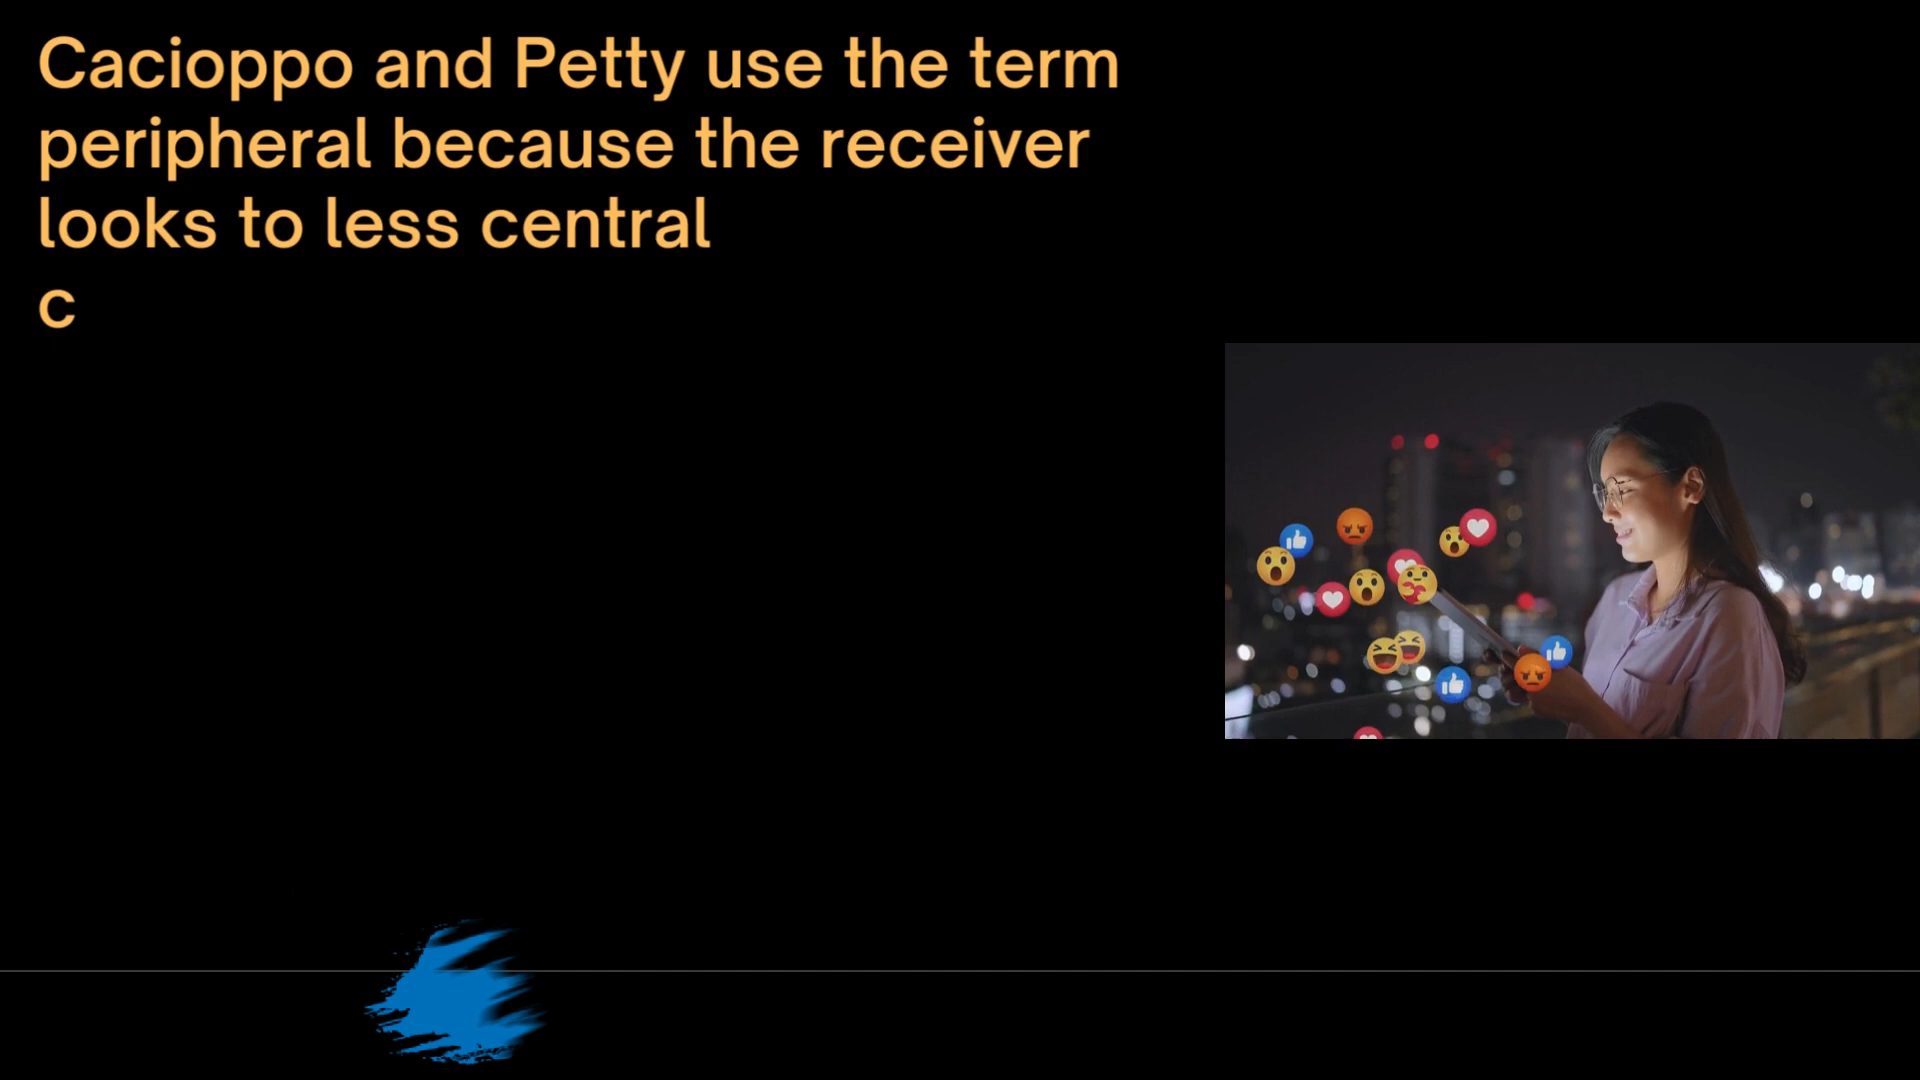 Cacioppo and Petty use the term
peripheral because the receiver
looks to less central
c